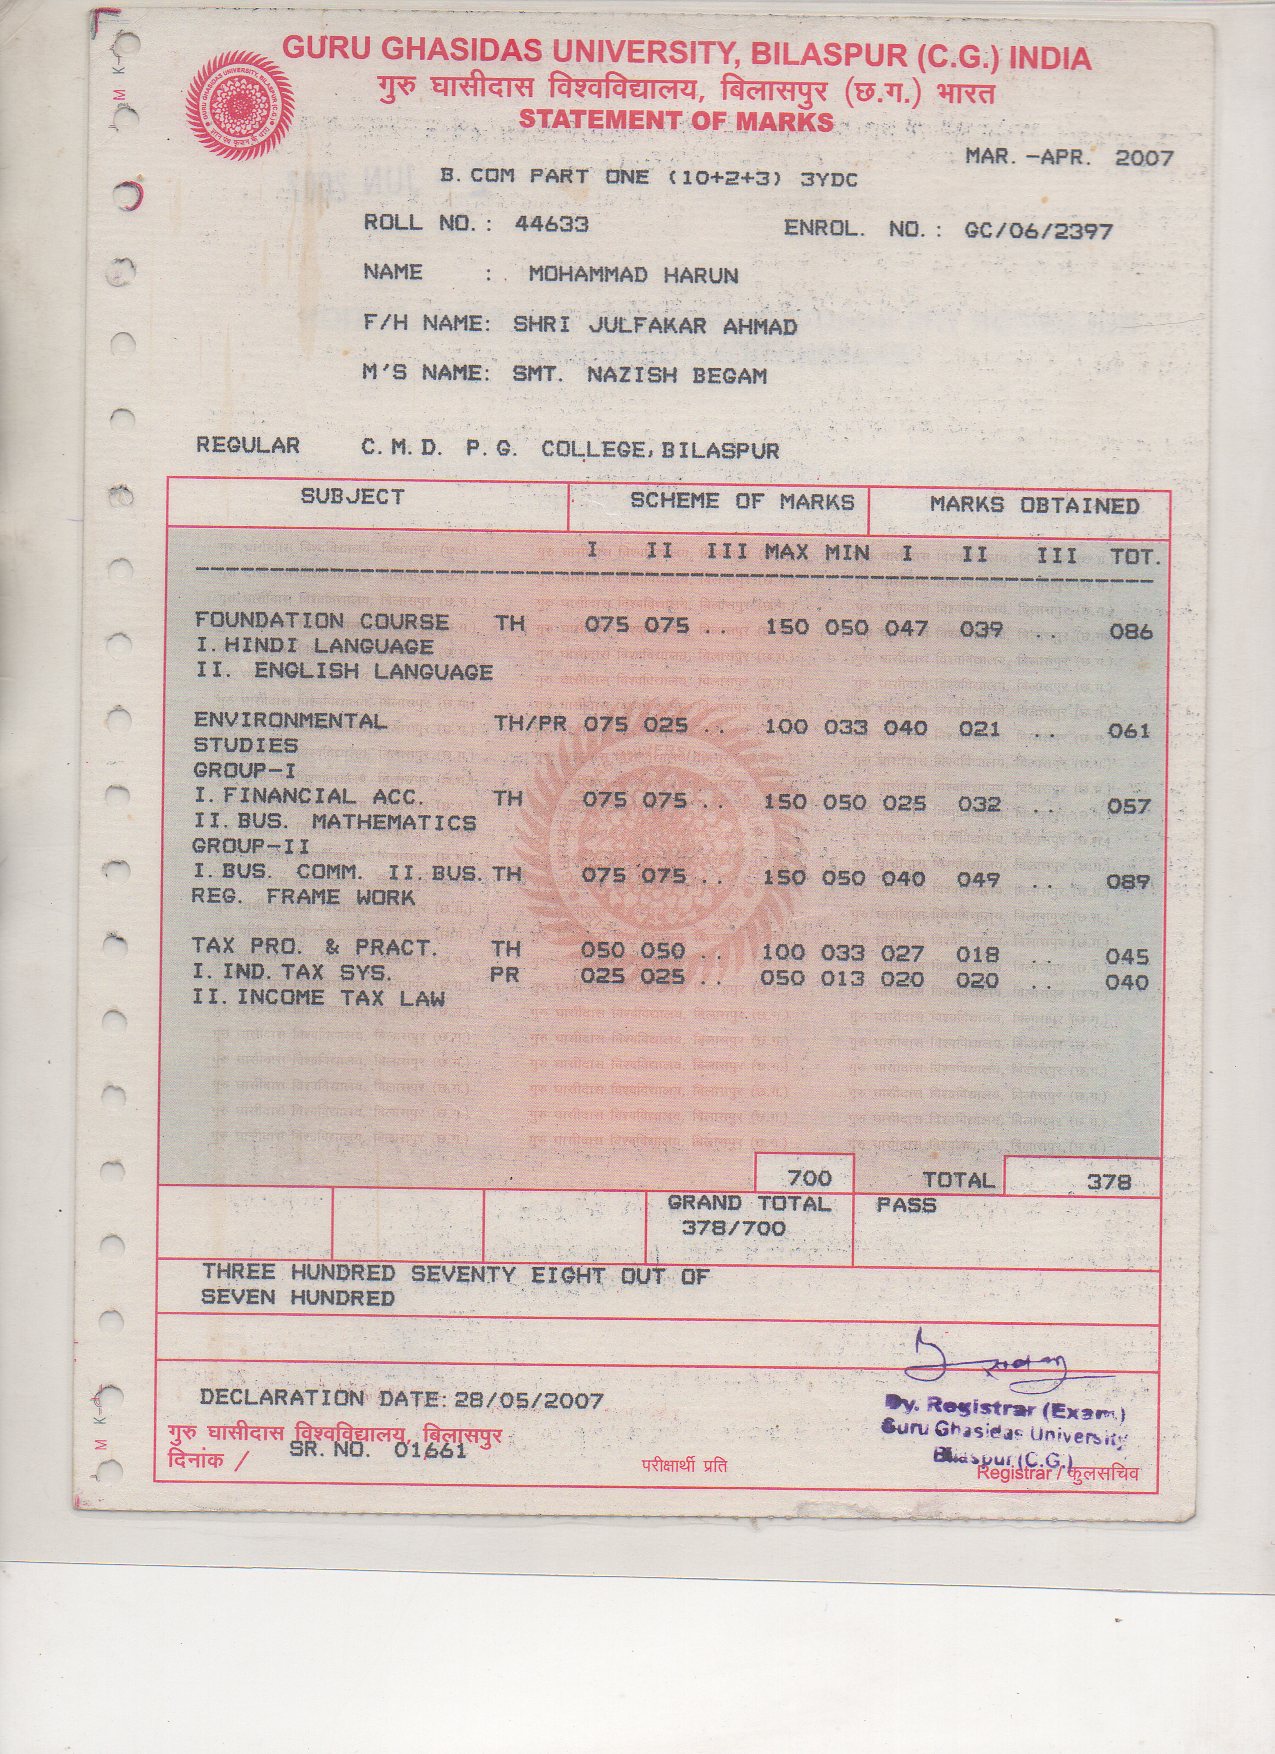 GURU GHASIDAS UNIVERSITY, BILASPUR (C.G.) INDIA
गुरु घासीदास विश्वविद्यालय, बिलासपुर (छ.ग.) भारत
STATEMENT OF MARKS
MAR.-APR. 2007
B.COM PART ONE (10+2+3) 3YDC
ROLL NO.: 44633 ENROL. NO.: GC/06/2397
NAME : MOHAMMAD HARUN
F/H NAME: SHRI JULFAKAR AHMAD
M'S NAME: SMT. NAZISH BEGAM
REGULAR C.M.D. P.G. COLLEGE,BILASPUR
SUBJECT SCHEME OF MARKS MARKS OBTAINED
I II III MAX MIN I II III TOT.
FOUNDATION COURSE TH 075 075 .. 150 050 047 039 .. 086
I.HINDI LANGUAGE
II. ENGLISH LANGUAGE
ENVIRONMENTAL TH/PR 075 025 .. 100 033 040 021 .. 061
STUDIES
GROUP-I
I.FINANCIAL ACC. TH 075 075 .. 150 050 025 032 .. 057
II.BUS. MATHEMATICS
GROUP-II
I.BUS. COMM. II.BUS. TH 075 075 .. 150 050 040 049 .. 089
REG. FRAME WORK
TAX PRO. & PRACT. TH 050 050 .. 100 033 027 018 .. 045
I.IND.TAX SYS. PR 025 025 .. 050 013 020 020 .. 040
II.INCOME TAX LAW
700 TOTAL 378
GRAND TOTAL PASS
378/700
THREE HUNDRED SEVENTY EIGHT OUT OF
SEVEN HUNDRED
DECLARATION DATE:28/05/2007
Dy. Registrar (Exam)
Guru Ghasidas University
Bilaspur (C.G.)
गुरु घासीदास विश्वविद्यालय, बिलासपुर
SR.NO. 01661
दिनांक /
परीक्षार्थी प्रति
Registrar / कुलसचिव